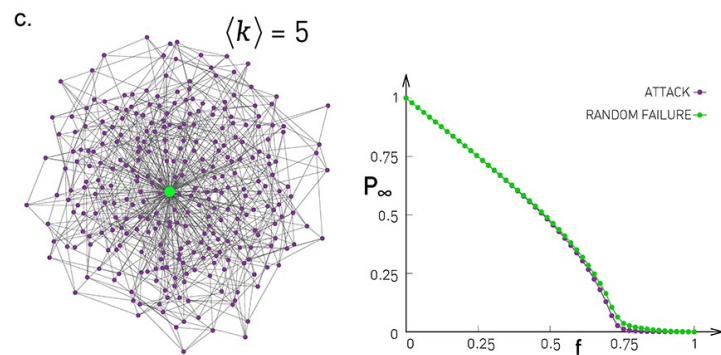 c.
⟨k⟩ = 5
ATTACK
RANDOM FAILURE
P∞
1
0.75
0.5
0.25
0
0 0.25 0.5 0.75 1
f